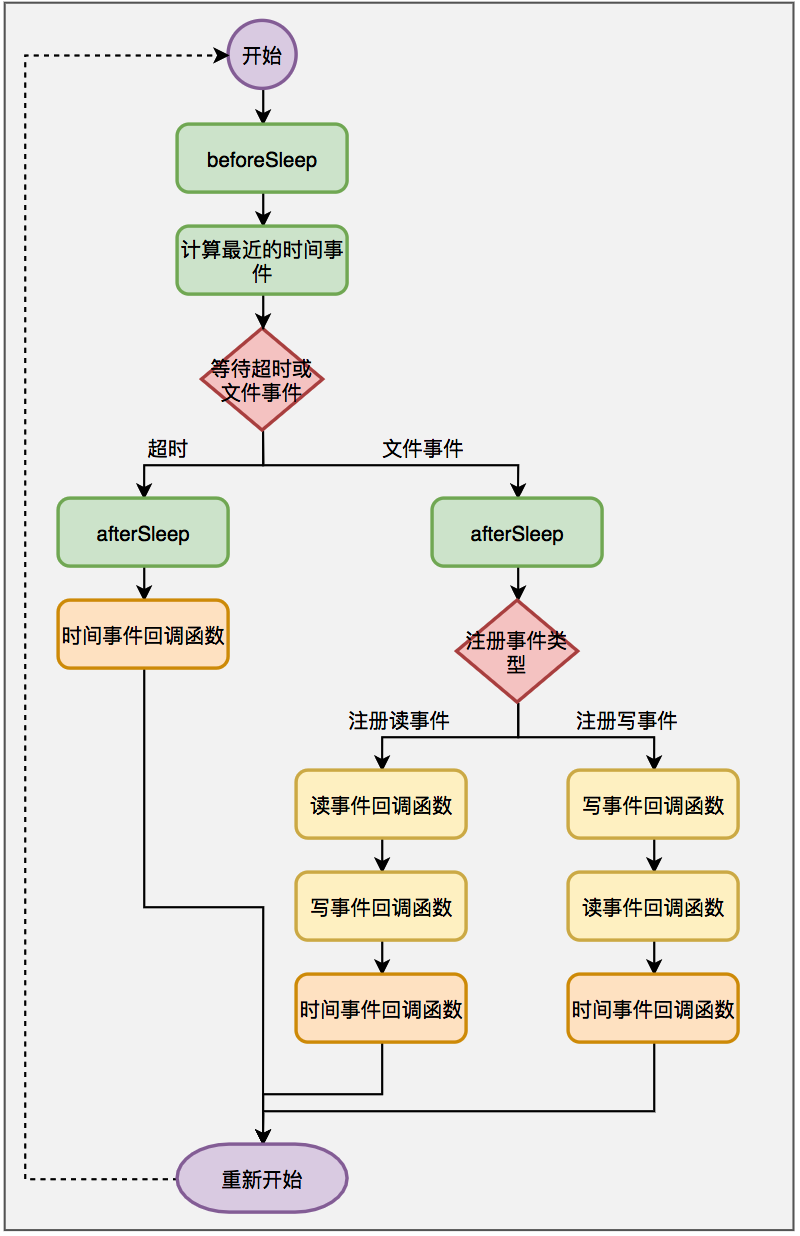 开始
beforeSleep
计算最近的时间事
件
等待超时或
文件事件
超时
文件事件
afterSleep
afterSleep
时间事件回调函数
注册事件类
型
注册读事件
注册写事件
读事件回调函数
写事件回调函数
写事件回调函数
读事件回调函数
时间事件回调函数
时间事件回调函数
重新开始